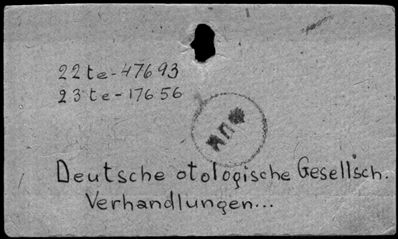 22te-47693
23te-17656
Deutsche otologische Gesellsch.
Verhandlungen...